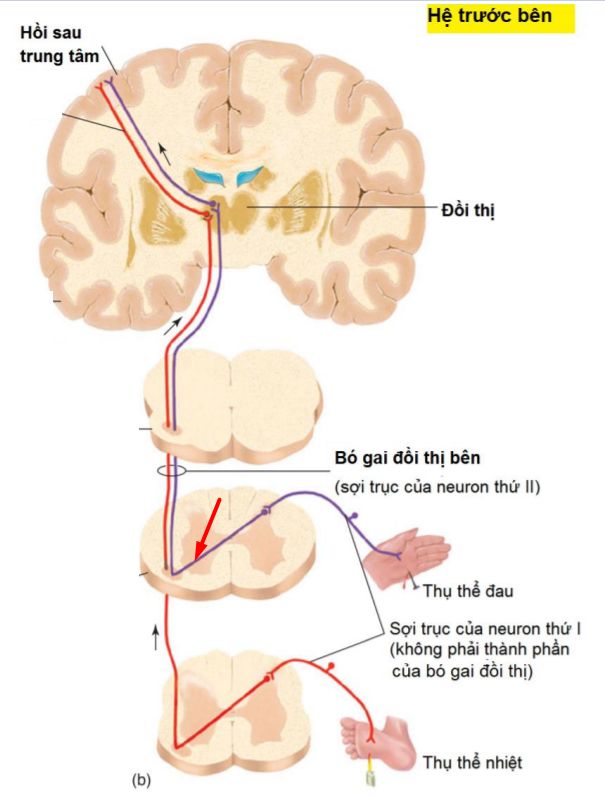 Hệ trước bên
Hồi sau
trung tâm
Đồi thị
Bó gai đồi thị bên
(sợi trục của neuron thứ II)
Thụ thể đau
Sợi trục của neuron thứ I
(không phải thành phần
của bó gai đồi thị)
Thụ thể nhiệt
(b)